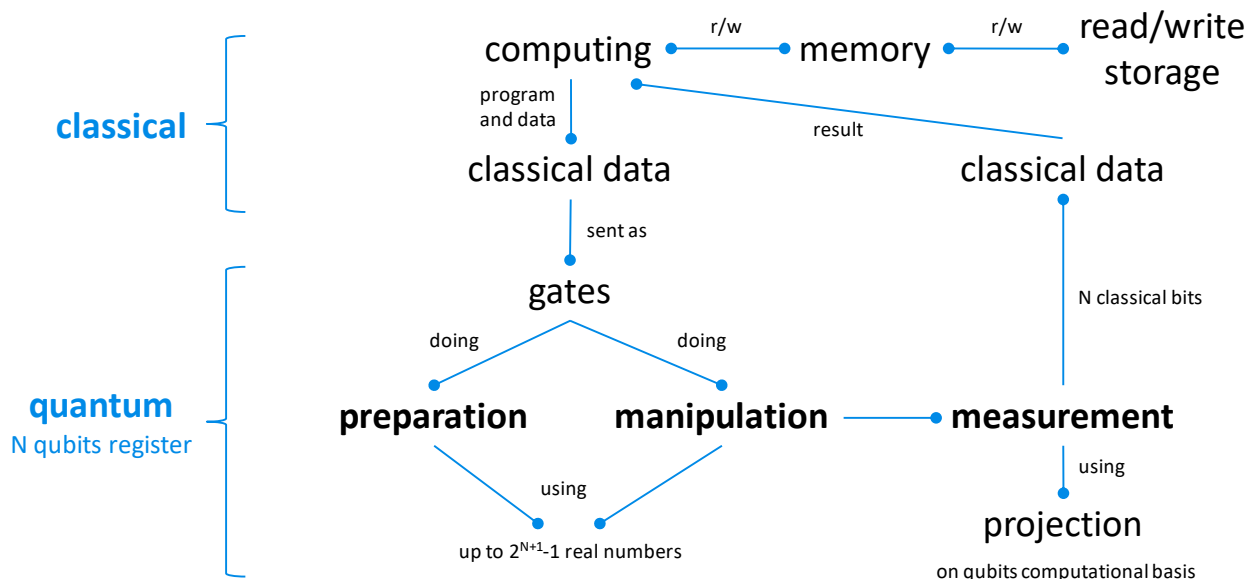 computing
r/w
memory
r/w
read/write
storage
program
and data
result
classical
classical data
classical data
sent as
gates
N classical bits
doing
doing
quantum
N qubits register
preparation
manipulation
measurement
using
using
up to 2^{N+1}-1 real numbers
projection
on qubits computational basis